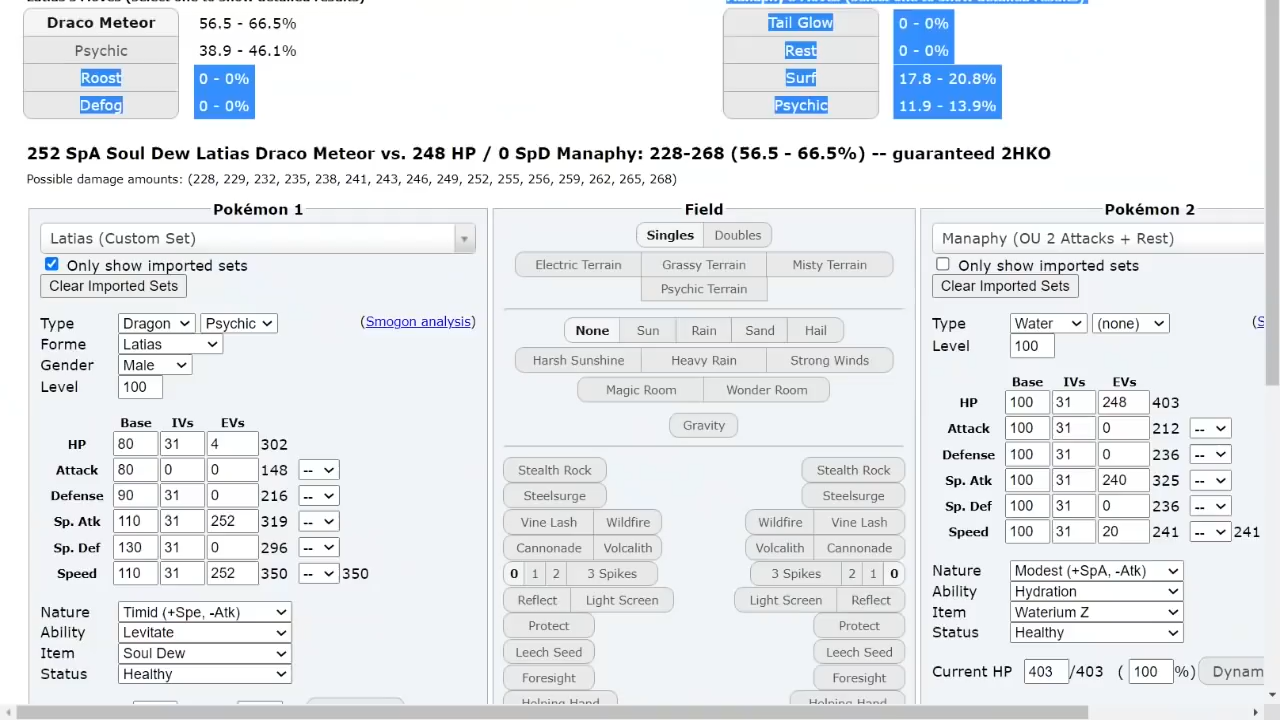 Draco Meteor 56.5 - 66.5%
Psychic 38.9 - 46.1%
Roost 0 - 0%
Defog 0 - 0%
Tail Glow 0 - 0%
Rest 0 - 0%
Surf 17.8 - 20.8%
Psychic 11.9 - 13.9%
252 SpA Soul Dew Latias Draco Meteor vs. 248 HP / 0 SpD Manaphy: 228-268 (56.5 - 66.5%) -- guaranteed 2HKO
Possible damage amounts: (228, 229, 232, 235, 238, 241, 243, 246, 249, 252, 255, 256, 259, 262, 265, 268)
Pokémon 1
Latias (Custom Set)
Only show imported sets
Clear Imported Sets
Type Dragon Psychic (Smogon analysis)
Forme Latias
Gender Male
Level 100
Base IVs EVs
HP 80 31 4 302
Attack 80 0 0 148 --
Defense 90 31 0 216 --
Sp. Atk 110 31 252 319 --
Sp. Def 130 31 0 296 --
Speed 110 31 252 350 -- 350
Nature Timid (+Spe, -Atk)
Ability Levitate
Item Soul Dew
Status Healthy
Field
Singles Doubles
Electric Terrain Grassy Terrain Misty Terrain
Psychic Terrain
None Sun Rain Sand Hail
Harsh Sunshine Heavy Rain Strong Winds
Magic Room Wonder Room
Gravity
Stealth Rock Stealth Rock
Steelsurge Steelsurge
Vine Lash Wildfire Wildfire Vine Lash
Cannonade Volcalith Volcalith Cannonade
0 1 2 3 Spikes 3 Spikes 2 1 0
Reflect Light Screen Light Screen Reflect
Protect Protect
Leech Seed Leech Seed
Foresight Foresight
Helping Hand Helping Hand
Pokémon 2
Manaphy (OU 2 Attacks + Rest)
Only show imported sets
Clear Imported Sets
Type Water (none) (S
Level 100
Base IVs EVs
HP 100 31 248 403
Attack 100 31 0 212 --
Defense 100 31 0 236 --
Sp. Atk 100 31 240 325 --
Sp. Def 100 31 0 236 --
Speed 100 31 20 241 -- 241
Nature Modest (+SpA, -Atk)
Ability Hydration
Item Waterium Z
Status Healthy
Current HP 403 /403 ( 100 %) Dynam